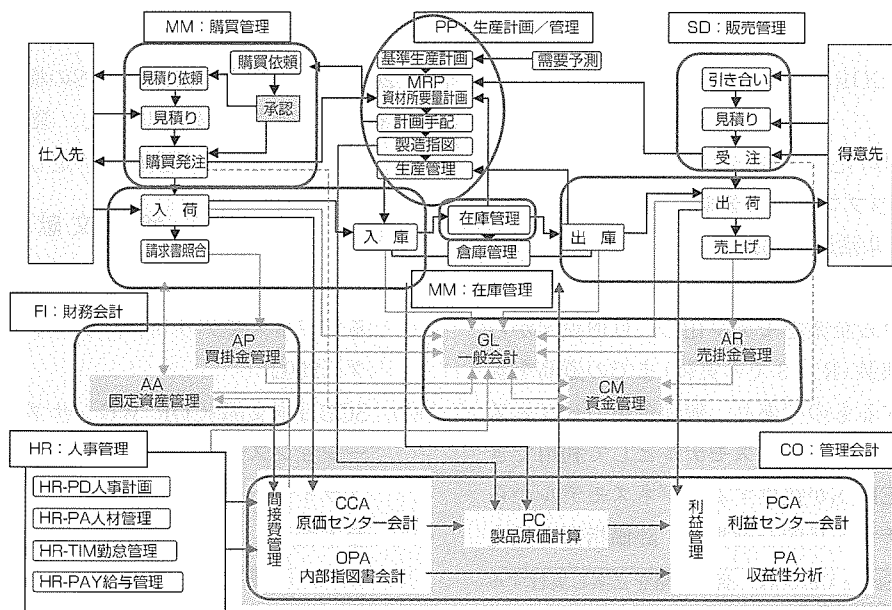 MM：購買管理
PP：生産計画／管理
SD：販売管理
仕入先
見積り依頼
見積り
購買発注
購買依頼
承認
基準生産計画
需要予測
MRP
資材所要量計画
計画手配
製造指図
生産管理
引き合い
見積り
受　注
得意先
入　荷
請求書照合
入　庫
在庫管理
倉庫管理
出　庫
出　荷
売上げ
MM：在庫管理
FI：財務会計
AP
買掛金管理
AA
固定資産管理
GL
一般会計
CM
資金管理
AR
売掛金管理
HR：人事管理
HR-PD人事計画
HR-PA人材管理
HR-TIM勤怠管理
HR-PAY給与管理
CO：管理会計
間接費管理
CCA
原価センター会計
OPA
内部指図書会計
PC
製品原価計算
利益管理
PCA
利益センター会計
PA
収益性分析